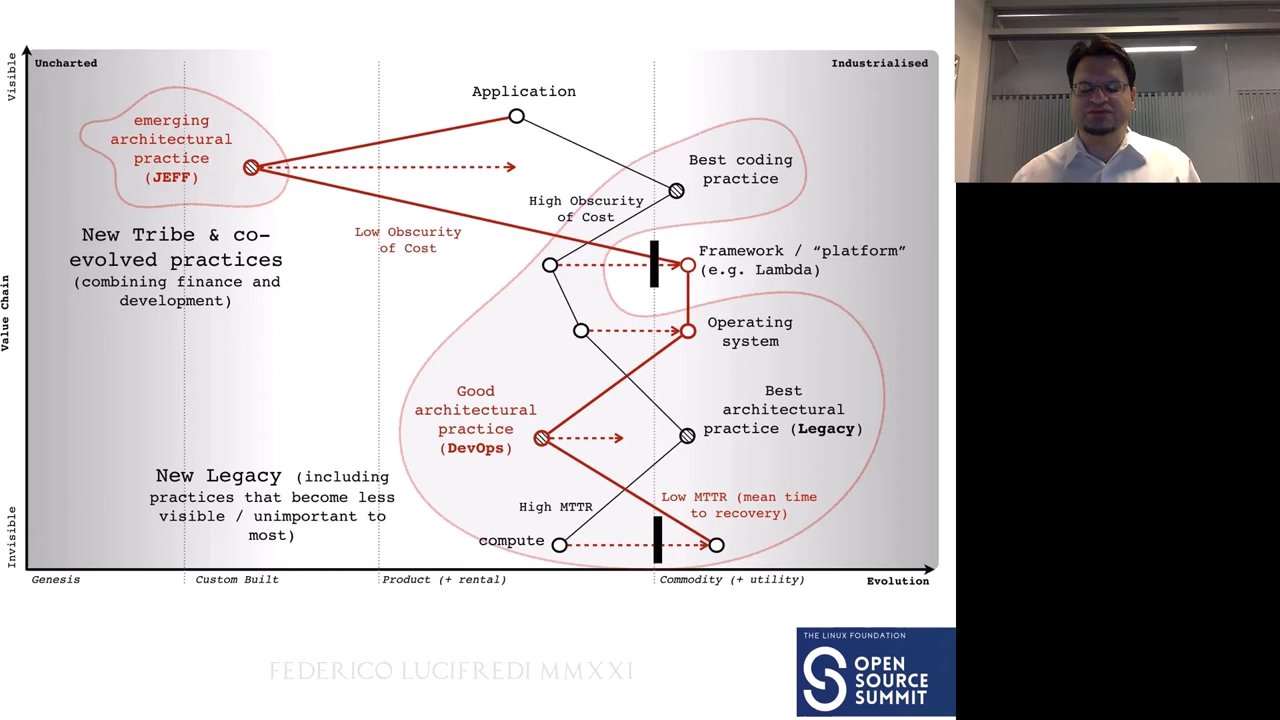 Uncharted
Industrialised
Visible
Value Chain
Invisible
Application
emerging
architectural
practice
(JEFF)
Best coding
practice
High Obscurity
of Cost
Low Obscurity
of Cost
New Tribe & co-
evolved practices
(combining finance and
development)
Framework / “platform”
(e.g. Lambda)
Operating
system
Good
architectural
practice
(DevOps)
Best
architectural
practice (Legacy)
New Legacy (including
practices that become less
visible / unimportant to
most)
High MTTR
Low MTTR (mean time
to recovery)
compute
Genesis
Custom Built
Product (+ rental)
Commodity (+ utility)
Evolution
FEDERICO LUCIFREDI MMXXI
THE LINUX FOUNDATION
OPEN
SOURCE
SUMMIT